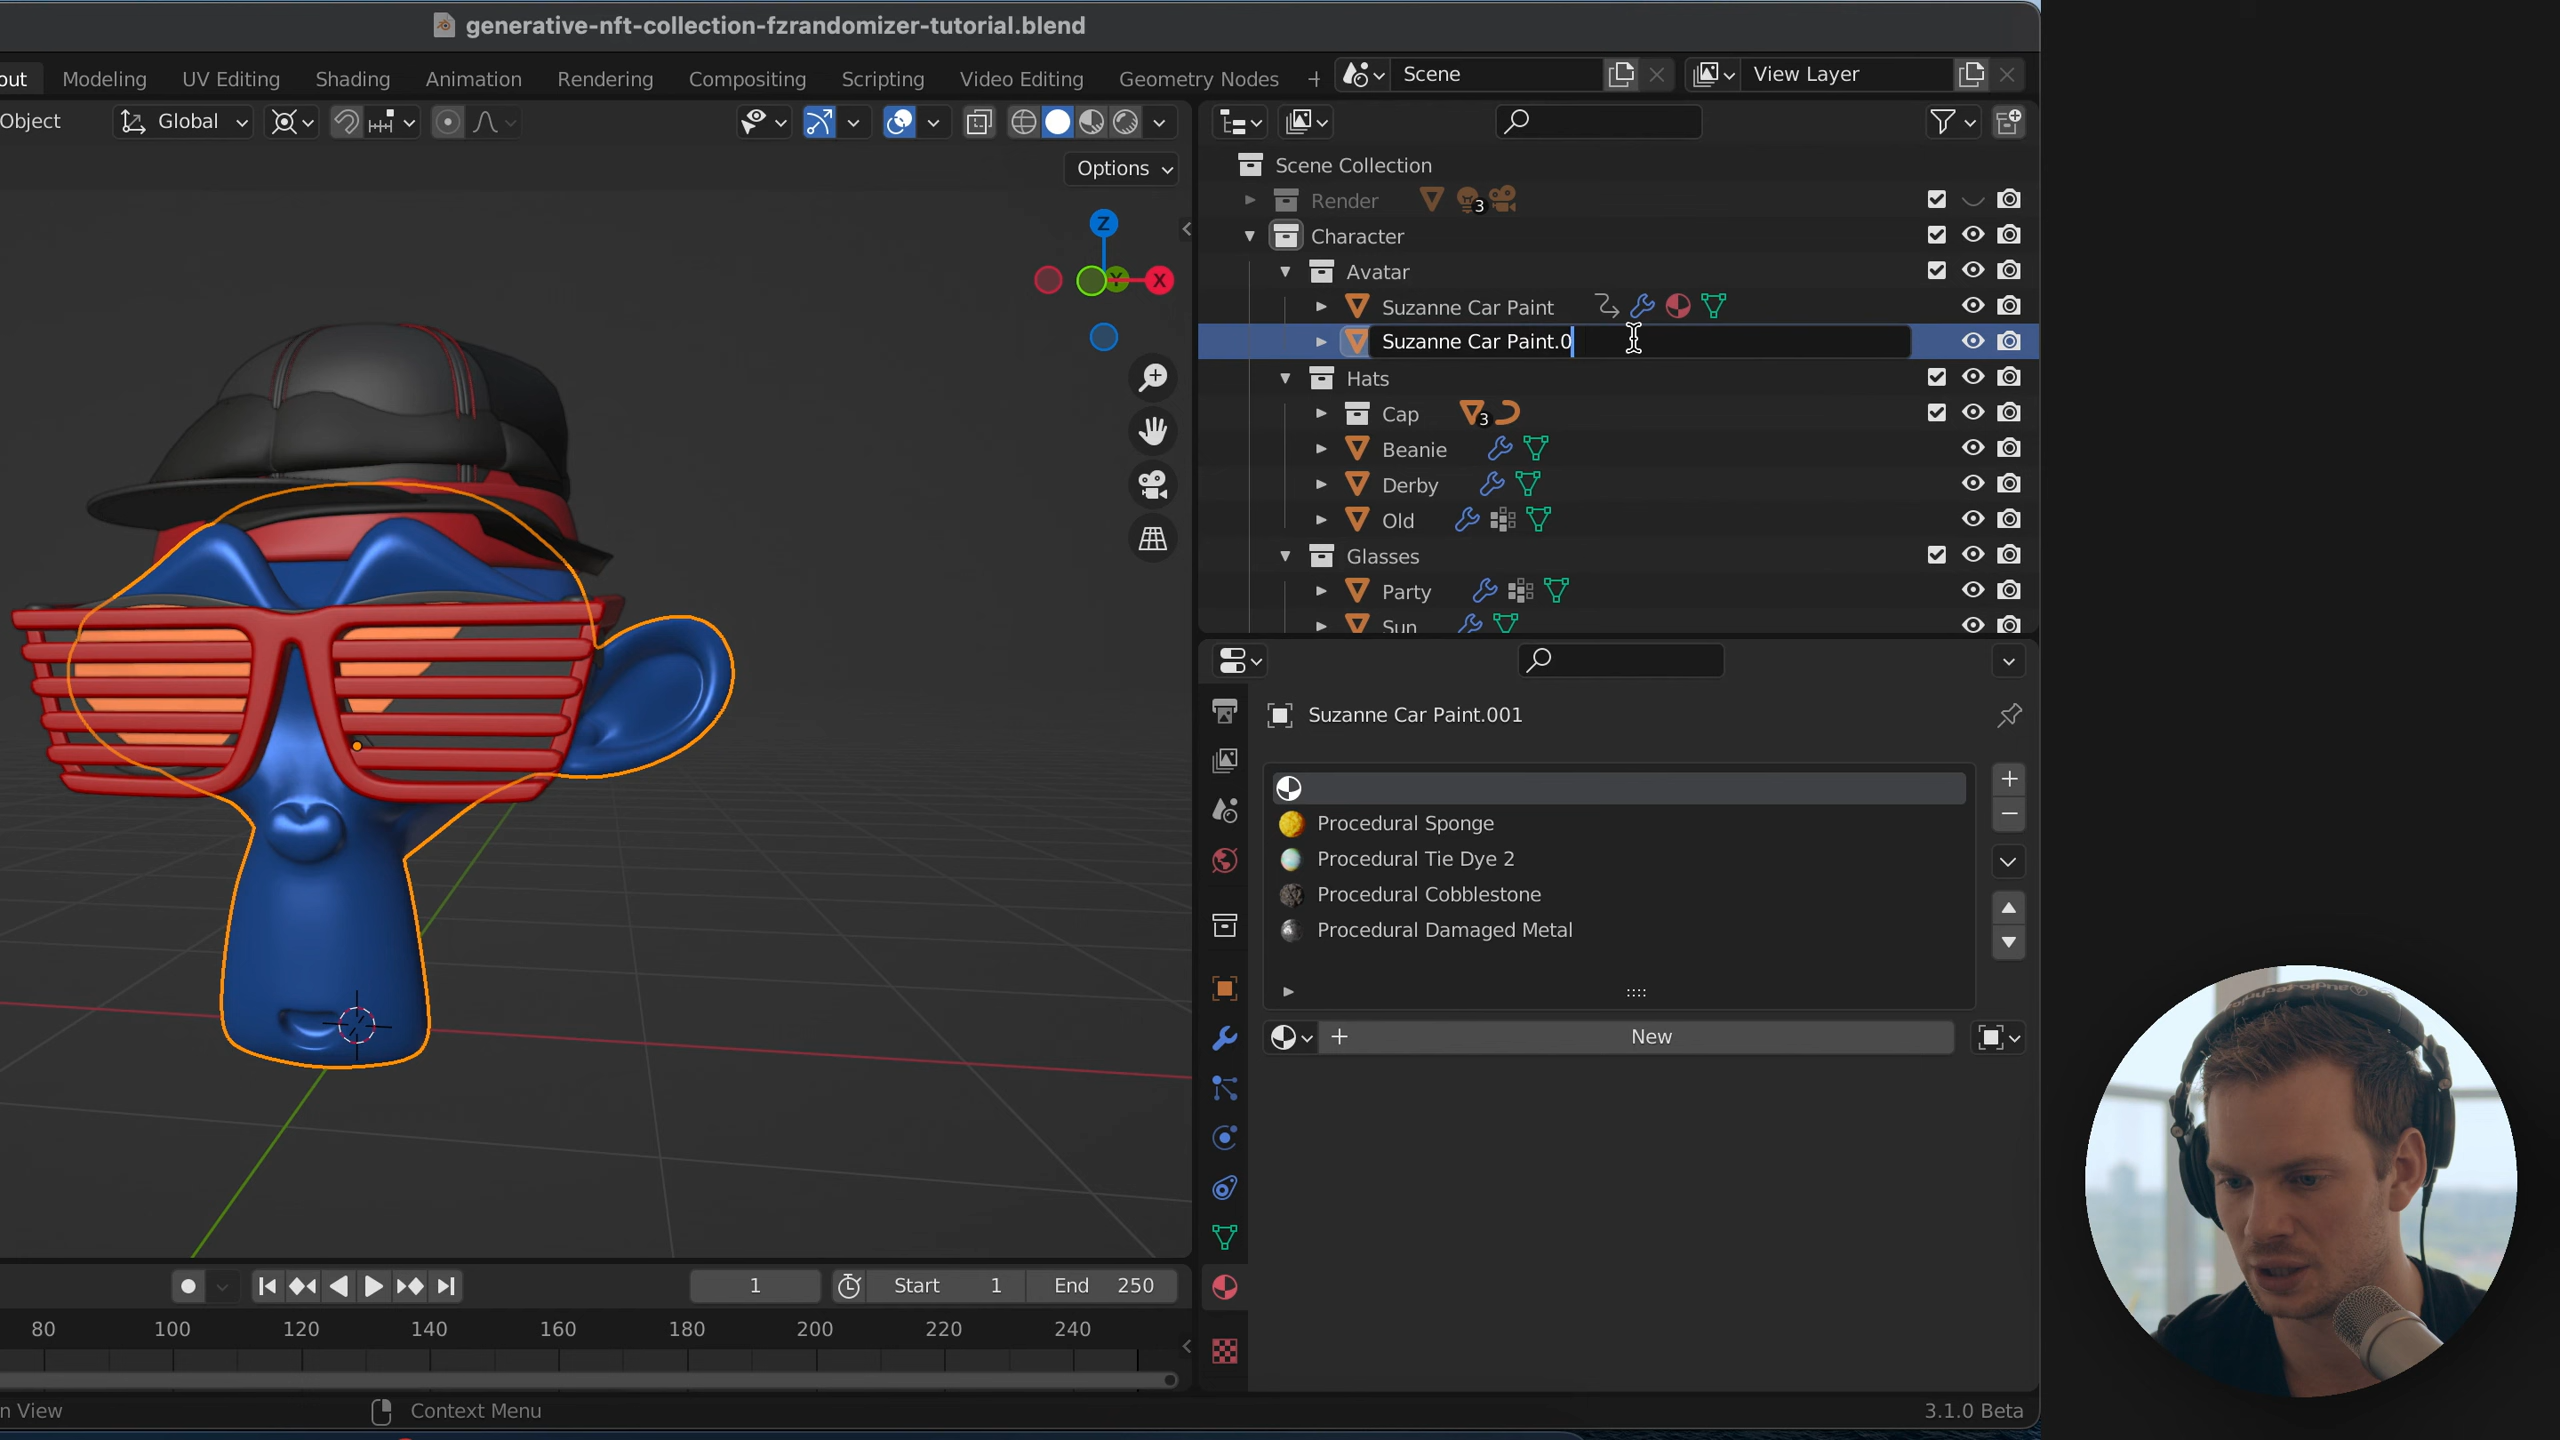 generative-nft-collection-fzrandomizer-tutorial.blend
out Modeling UV Editing Shading Animation Rendering Compositing Scripting Video Editing Geometry Nodes + Scene View Layer
Object Global
Options
Z
Y X
Scene Collection
Render 3
Character
Avatar
Suzanne Car Paint
Suzanne Car Paint.0
Hats
Cap 3
Beanie
Derby
Old
Glasses
Party
Sun
Suzanne Car Paint.001
Procedural Sponge
Procedural Tie Dye 2
Procedural Cobblestone
Procedural Damaged Metal
New
1 Start 1 End 250
80 100 120 140 160 180 200 220 240
n View Context Menu 3.1.0 Beta
audio-technica